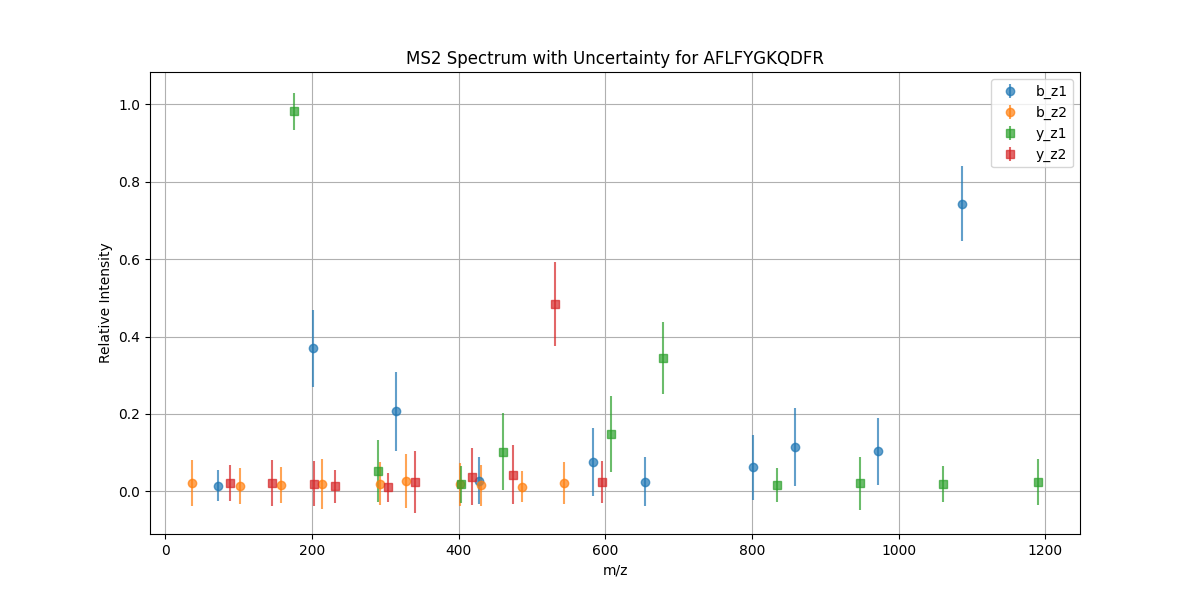 MS2 Spectrum with Uncertainty for AFLFYGKQDFR
b_z1
b_z2
y_z1
y_z2
Relative Intensity
1.0
0.8
0.6
0.4
0.2
0.0
0 200 400 600 800 1000 1200
m/z